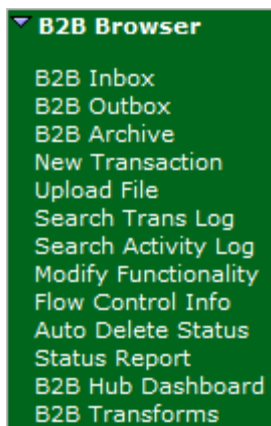 B2B Browser
B2B Inbox
B2B Outbox
B2B Archive
New Transaction
Upload File
Search Trans Log
Search Activity Log
Modify Functionality
Flow Control Info
Auto Delete Status
Status Report
B2B Hub Dashboard
B2B Transforms